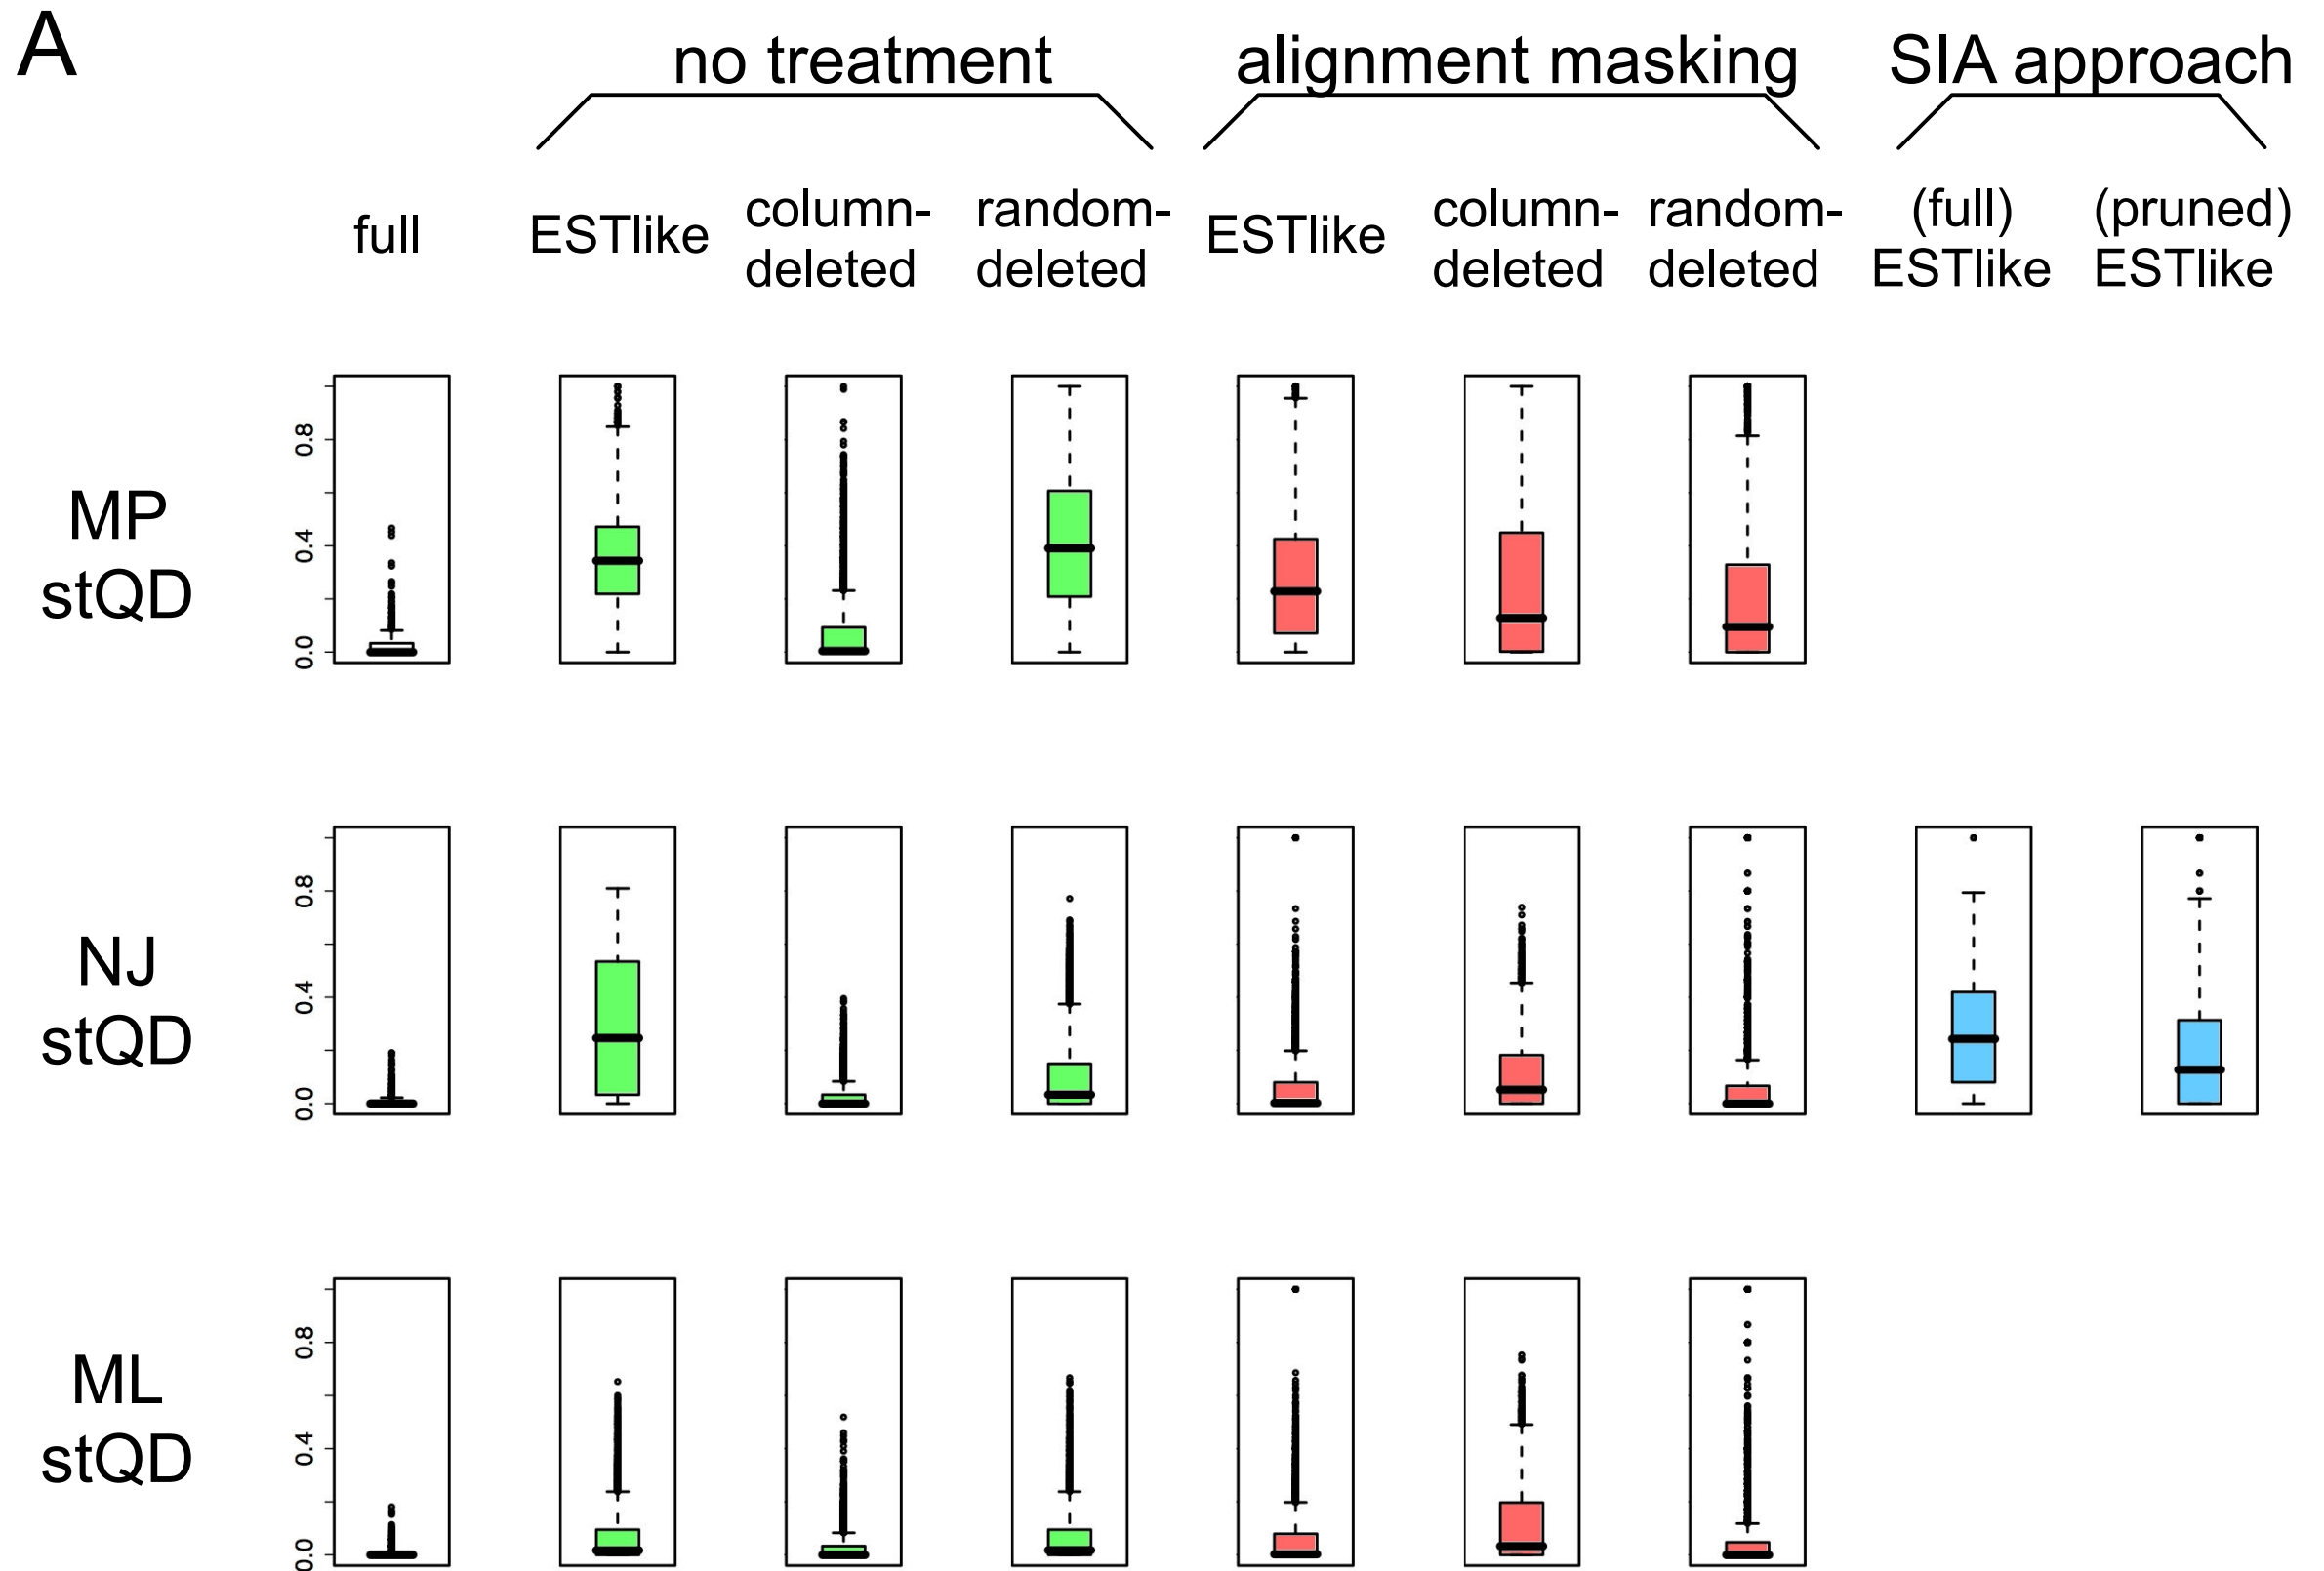 A
no treatment alignment masking SIA approach
full ESTlike column- random- ESTlike column- random- (full) (pruned)
deleted deleted deleted deleted ESTlike ESTlike
MP
stQD
0.8
0.4
0.0
NJ
stQD
0.8
0.4
0.0
ML
stQD
0.8
0.4
0.0